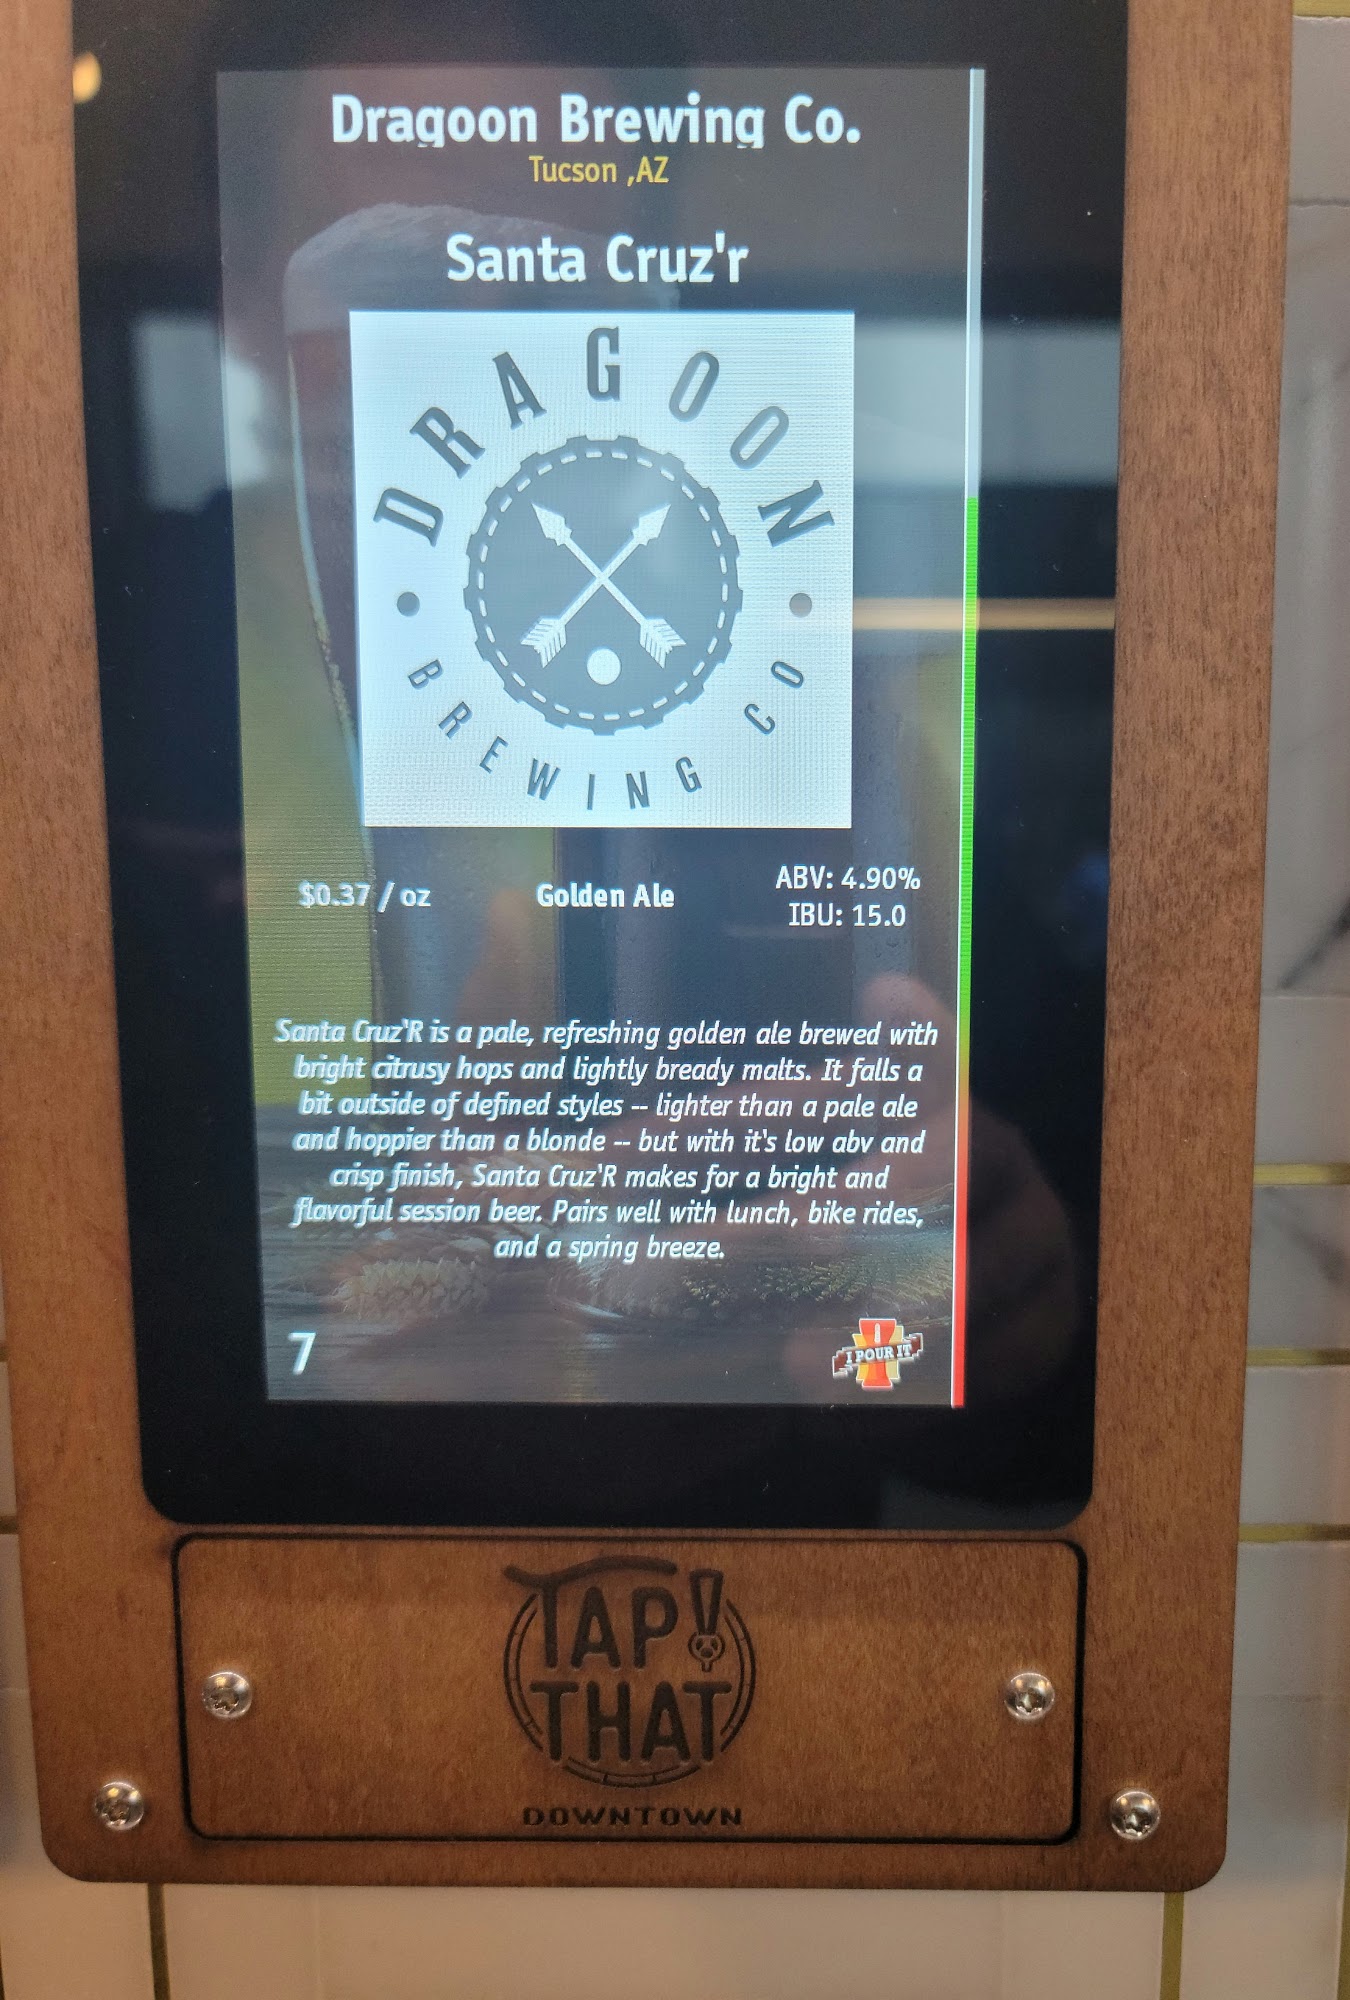 Dragoon Brewing Co.
Tucson ,AZ
Santa Cruz'r
DRAGOON
BREWING CO
$0.37 / oz
Golden Ale
ABV: 4.90%
IBU: 15.0
Santa Cruz'R is a pale, refreshing golden ale brewed with
bright citrusy hops and lightly bready malts. It falls a
bit outside of defined styles -- lighter than a pale ale
and hoppier than a blonde -- but with it's low abv and
crisp finish, Santa Cruz'R makes for a bright and
flavorful session beer. Pairs well with lunch, bike rides,
and a spring breeze.
7
I POUR IT
TAP!
THAT
DOWNTOWN